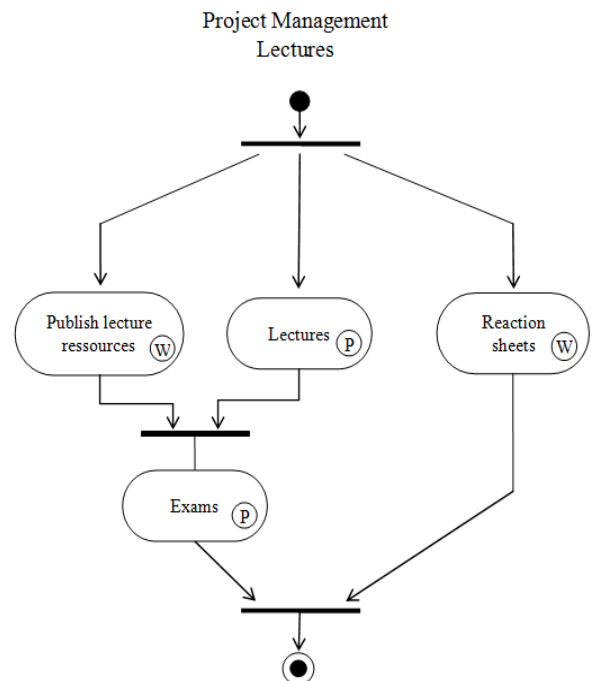 Project Management
Lectures
Publish lecture
ressources
W
Lectures
P
Reaction
sheets
W
Exams
P